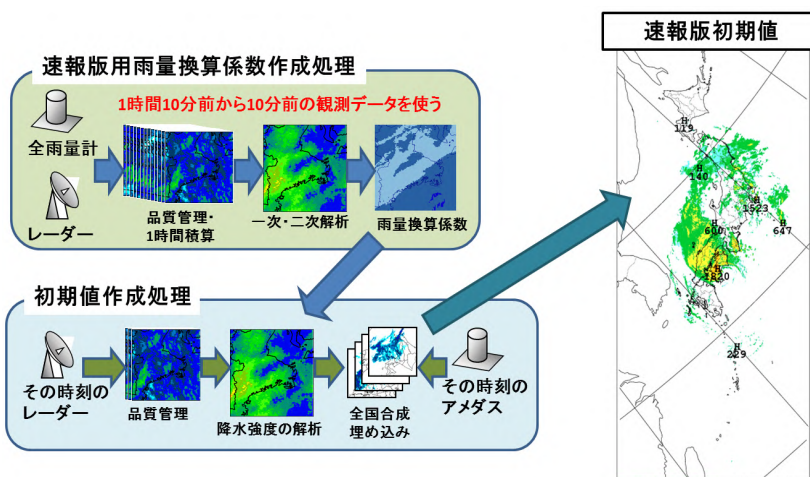 速報版用雨量換算係数作成処理
1時間10分前から10分前の観測データを使う
全雨量計
レーダー
品質管理・
1時間積算
一次・二次解析
雨量換算係数
初期値作成処理
その時刻の
レーダー
品質管理
降水強度の解析
全国合成
埋め込み
その時刻の
アメダス
速報版初期値
H
119
H
140
H
1523
H
600
H
647
H
1820
H
229